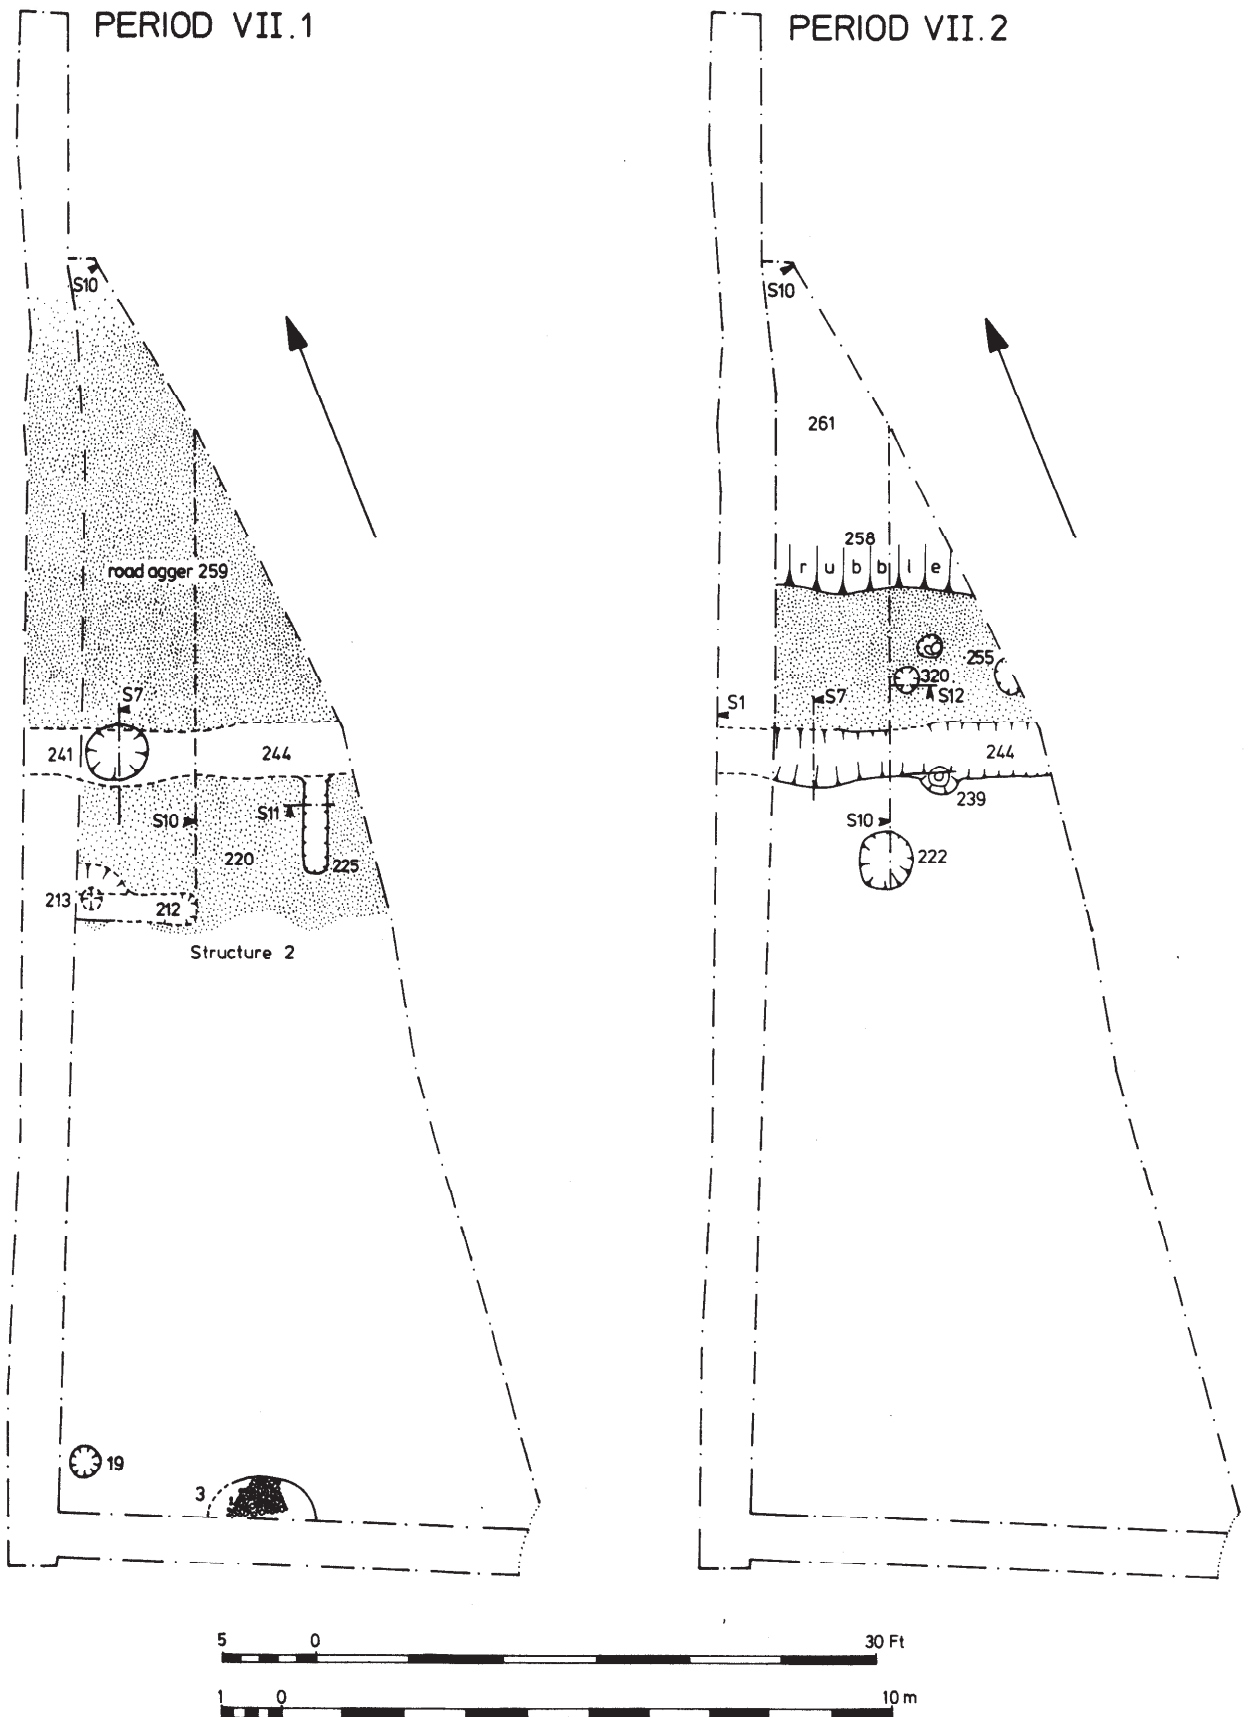 PERIOD VII.1
PERIOD VII.2
S10
road agger 259
S7
241
244
S10
S11
220
225
213
212
Structure 2
19
3
S10
261
258
rubble
255
320
S12
S1
S7
244
239
S10
222
5 0 30 Ft
1 0 10 m